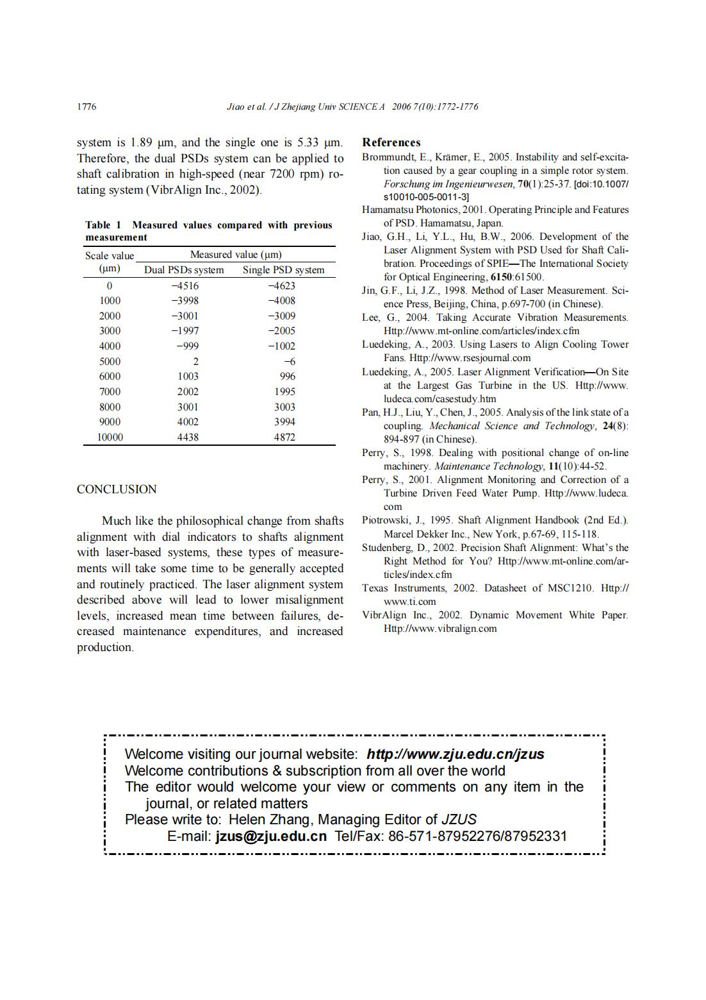 1776
Jiao et al. / J Zhejiang Univ SCIENCE A 2006 7(10):1772-1776
system is 1.89 μm, and the single one is 5.33 μm.
Therefore, the dual PSDs system can be applied to
shaft calibration in high-speed (near 7200 rpm) ro-
tating system (VibrAlign Inc., 2002).
Table 1 Measured values compared with previous
measurement
Scale value (μm) Measured value (μm)
Dual PSDs system Single PSD system
0 −4516 −4623
1000 −3998 −4008
2000 −3001 −3009
3000 −1997 −2005
4000 −999 −1002
5000 2 −6
6000 1003 996
7000 2002 1995
8000 3001 3003
9000 4002 3994
10000 4438 4872
CONCLUSION
Much like the philosophical change from shafts
alignment with dial indicators to shafts alignment
with laser-based systems, these types of measure-
ments will take some time to be generally accepted
and routinely practiced. The laser alignment system
described above will lead to lower misalignment
levels, increased mean time between failures, de-
creased maintenance expenditures, and increased
production.
References
Brommundt, E., Krämer, E., 2005. Instability and self-excita-
tion caused by a gear coupling in a simple rotor system.
Forschung im Ingenieurwesen, 70(1):25-37. [doi:10.1007/
s10010-005-0011-3]
Hamamatsu Photonics, 2001. Operating Principle and Features
of PSD. Hamamatsu, Japan.
Jiao, G.H., Li, Y.L., Hu, B.W., 2006. Development of the
Laser Alignment System with PSD Used for Shaft Cali-
bration. Proceedings of SPIE—The International Society
for Optical Engineering, 6150:61500.
Jin, G.F., Li, J.Z., 1998. Method of Laser Measurement. Sci-
ence Press, Beijing, China, p.697-700 (in Chinese).
Lee, G., 2004. Taking Accurate Vibration Measurements.
Http://www.mt-online.com/articles/index.cfm
Luedeking, A., 2003. Using Lasers to Align Cooling Tower
Fans. Http://www.rsesjournal.com
Luedeking, A., 2005. Laser Alignment Verification—On Site
at the Largest Gas Turbine in the US. Http://www.
ludeca.com/casestudy.htm
Pan, H.J., Liu, Y., Chen, J., 2005. Analysis of the link state of a
coupling. Mechanical Science and Technology, 24(8):
894-897 (in Chinese).
Perry, S., 1998. Dealing with positional change of on-line
machinery. Maintenance Technology, 11(10):44-52.
Perry, S., 2001. Alignment Monitoring and Correction of a
Turbine Driven Feed Water Pump. Http://www.ludeca.
com
Piotrowski, J., 1995. Shaft Alignment Handbook (2nd Ed.).
Marcel Dekker Inc., New York, p.67-69, 115-118.
Studenberg, D., 2002. Precision Shaft Alignment: What’s the
Right Method for You? Http://www.mt-online.com/ar-
ticles/index.cfm
Texas Instruments, 2002. Datasheet of MSC1210. Http://
www.ti.com
VibrAlign Inc., 2002. Dynamic Movement White Paper.
Http://www.vibralign.com
Welcome visiting our journal website: http://www.zju.edu.cn/jzus
Welcome contributions & subscription from all over the world
The editor would welcome your view or comments on any item in the
journal, or related matters
Please write to: Helen Zhang, Managing Editor of JZUS
E-mail: jzus@zju.edu.cn Tel/Fax: 86-571-87952276/87952331